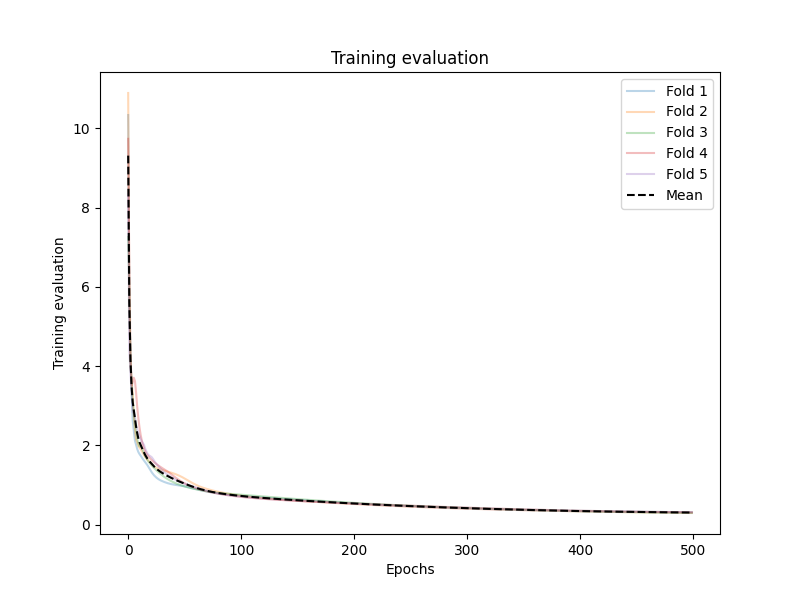 Training evaluation
Fold 1
Fold 2
Fold 3
Fold 4
Fold 5
Mean
Training evaluation
10
8
6
4
2
0
0 100 200 300 400 500
Epochs